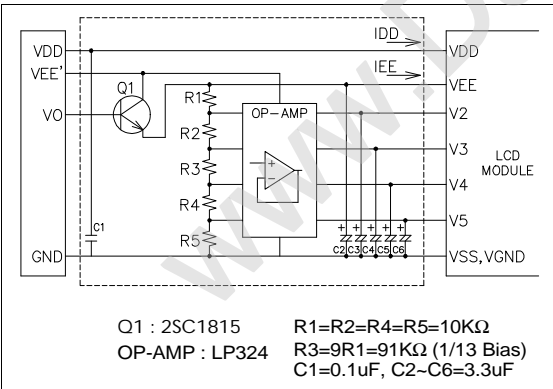 IDD
VDD
VDD
VEE'
IEE
Q1
VEE
R1
OP-AMP
V2
VO
R2
V3
R3
LCD
MODULE
R4
V4
C1
R5
V5
C2 C3 C4 C5 C6
GND
VSS, VGND
Q1 : 2SC1815
R1=R2=R4=R5=10KΩ
OP-AMP : LP324
R3=9R1=91KΩ (1/13 Bias)
C1=0.1uF, C2~C6=3.3uF
www.D